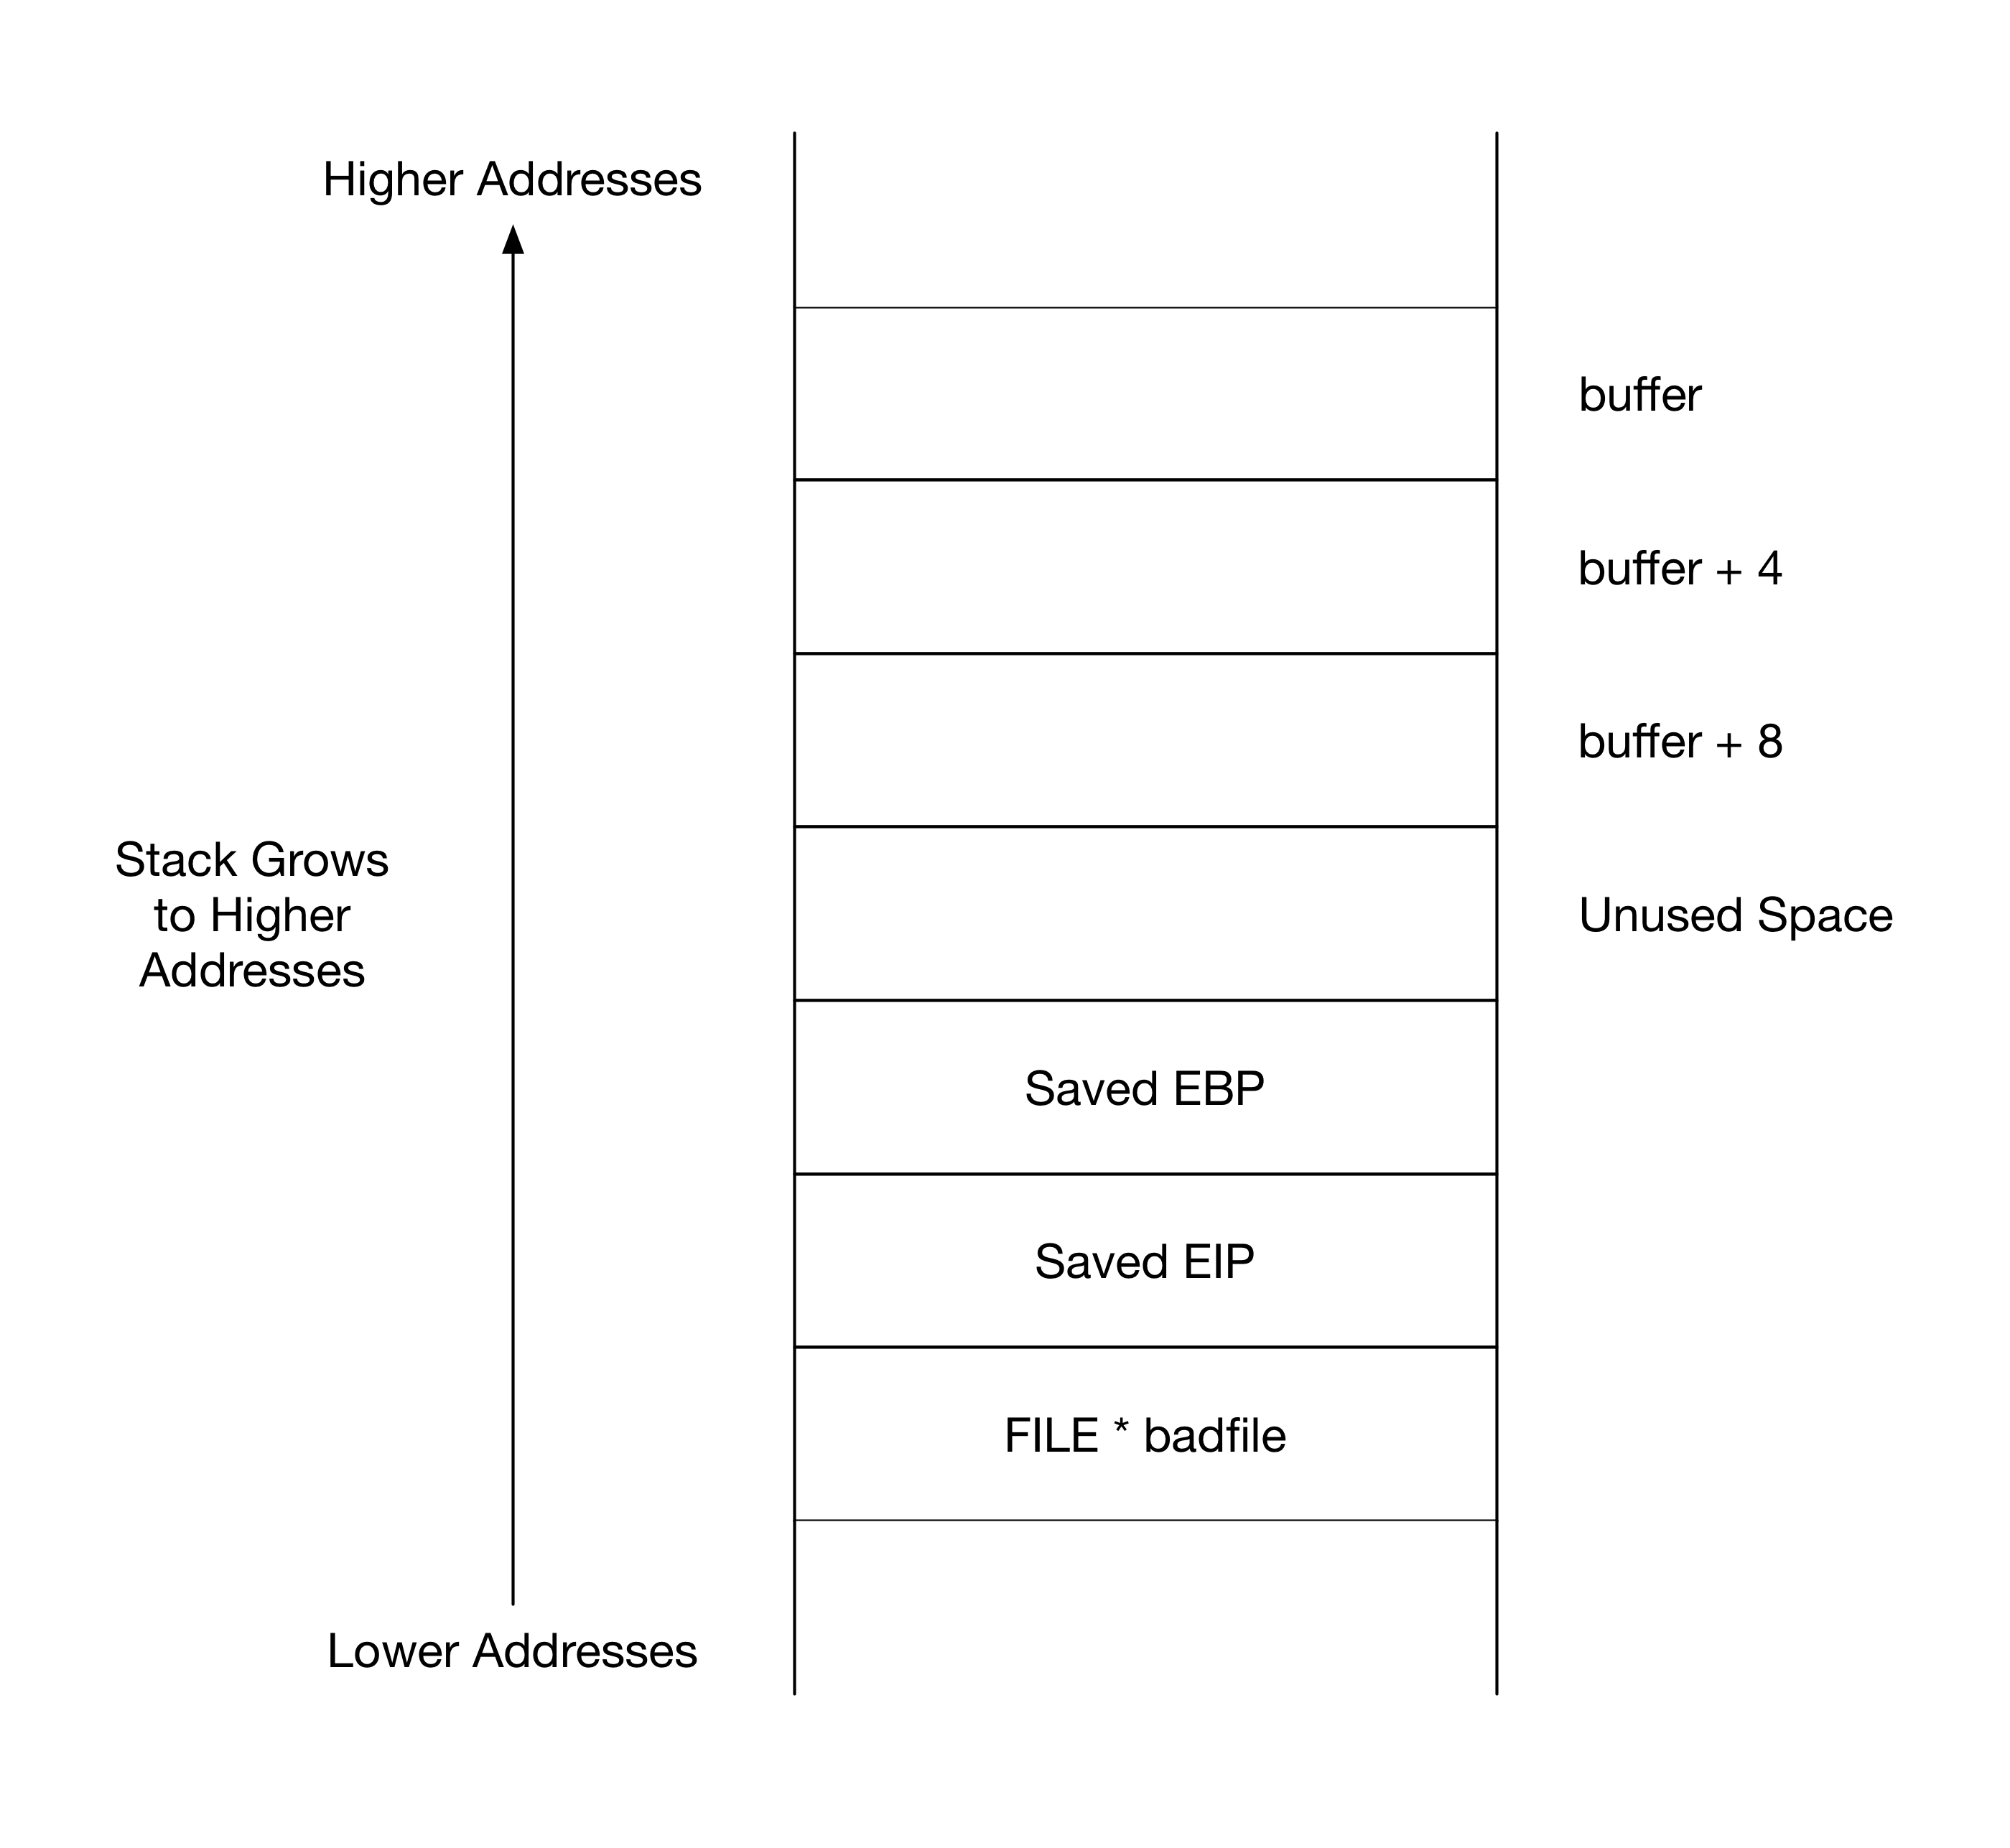 Higher Addresses
buffer
buffer + 4
buffer + 8
Stack Grows
to Higher
Addresses
Unused Space
Saved EBP
Saved EIP
FILE * badfile
Lower Addresses